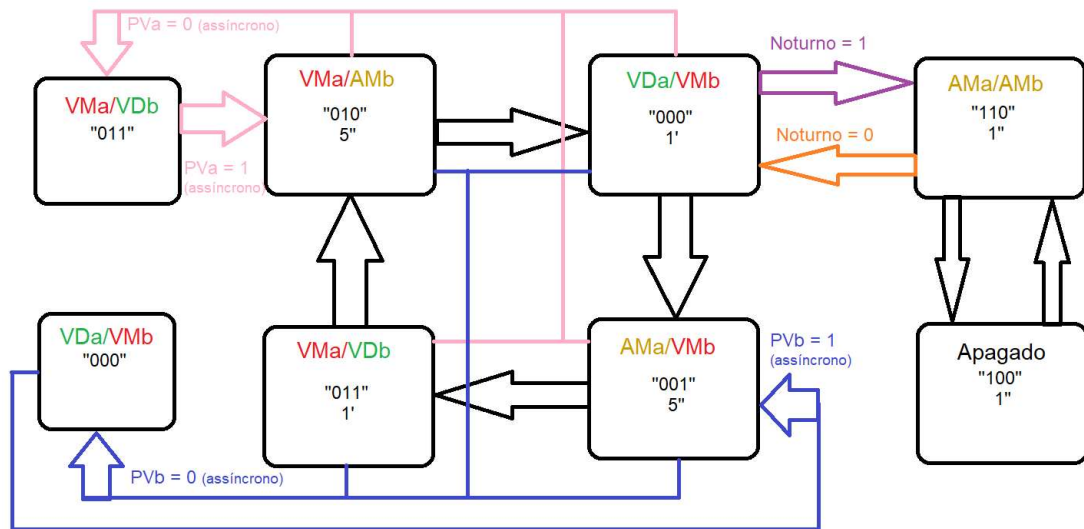 PVa = 0 (assíncrono)
VMa/VDb
"011"
PVa = 1
(assíncrono)
VMa/AMb
"010"
5"
VDa/VMb
"000"
1'
Noturno = 1
Noturno = 0
AMa/AMb
"110"
1"
VDa/VMb
"000"
PVb = 0 (assíncrono)
VMa/VDb
"011"
1'
AMa/VMb
"001"
5"
PVb = 1
(assíncrono)
Apagado
"100"
1"